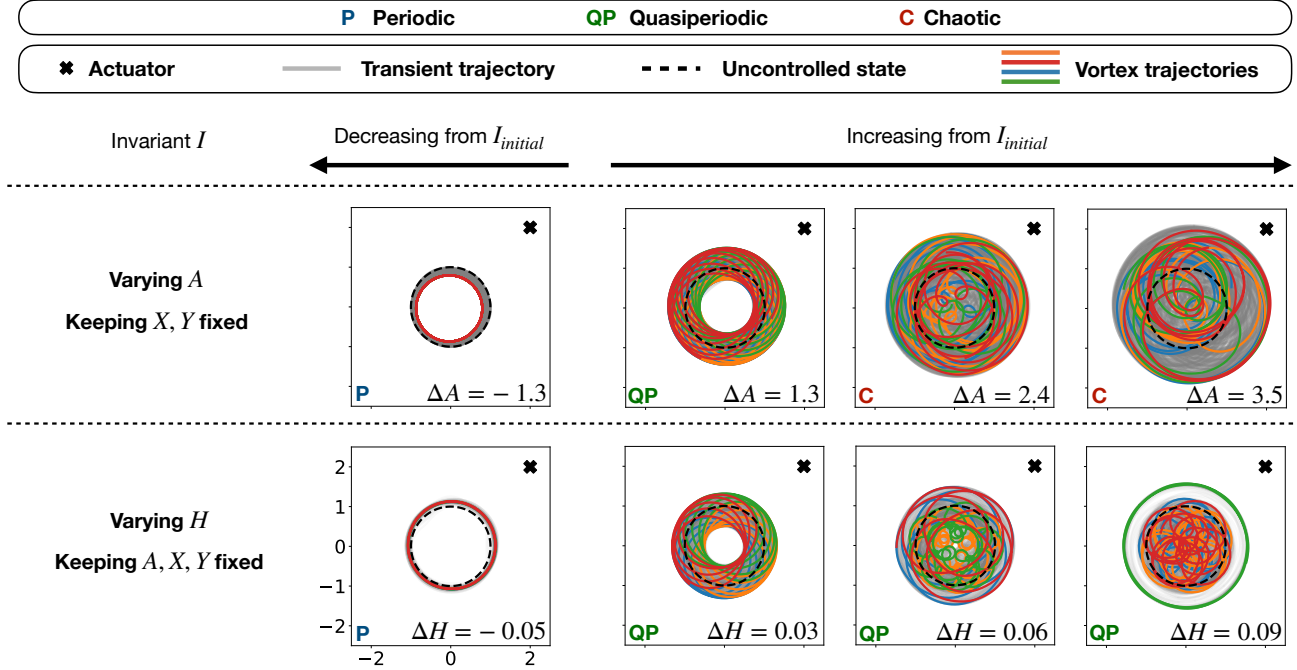 P Periodic QP Quasiperiodic C Chaotic
✖ Actuator Transient trajectory Uncontrolled state Vortex trajectories
Invariant I Decreasing from I_initial Increasing from I_initial
Varying A
Keeping X, Y fixed
P ΔA = − 1.3 QP ΔA = 1.3 C ΔA = 2.4 C ΔA = 3.5
Varying H
Keeping A, X, Y fixed
2
1
0
−1
−2
P ΔH = − 0.05 QP ΔH = 0.03 QP ΔH = 0.06 QP ΔH = 0.09
−2 0 2